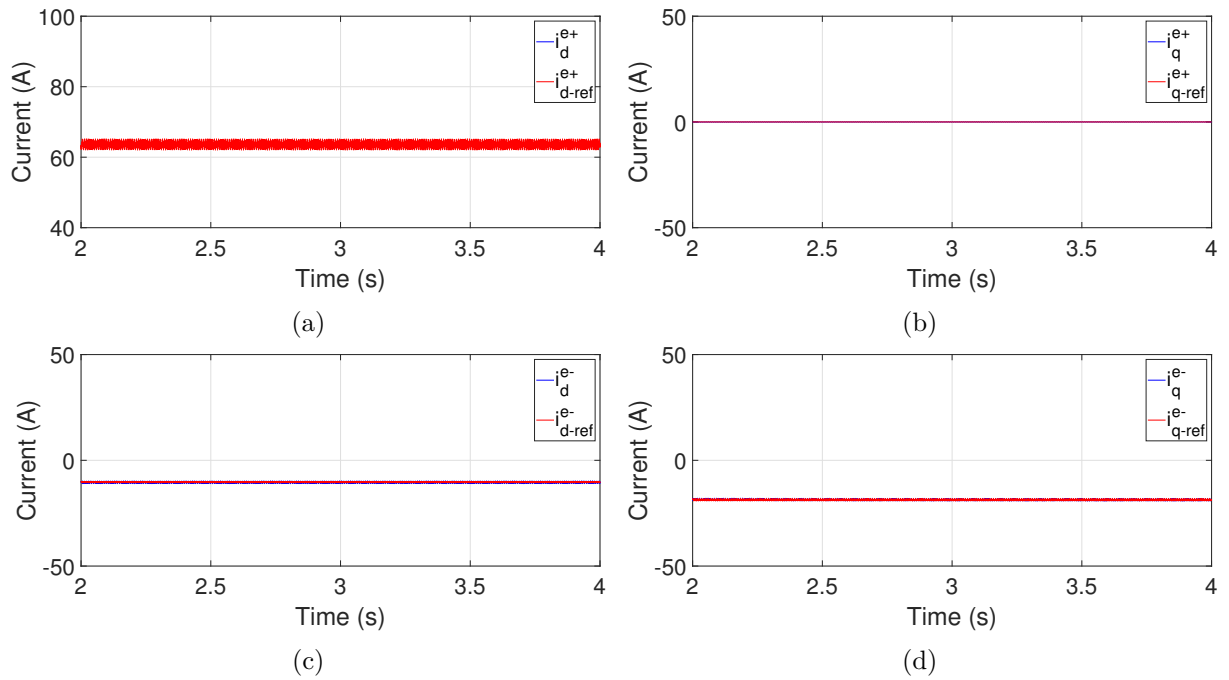 100
80
60
40
Current (A)
2
2.5
3
3.5
4
Time (s)
i_d^{e+}
i_{d-ref}^{e+}
(a)
50
0
-50
Current (A)
2
2.5
3
3.5
4
Time (s)
i_q^{e+}
i_{q-ref}^{e+}
(b)
50
0
-50
Current (A)
2
2.5
3
3.5
4
Time (s)
i_d^{e-}
i_{d-ref}^{e-}
(c)
50
0
-50
Current (A)
2
2.5
3
3.5
4
Time (s)
i_q^{e-}
i_{q-ref}^{e-}
(d)